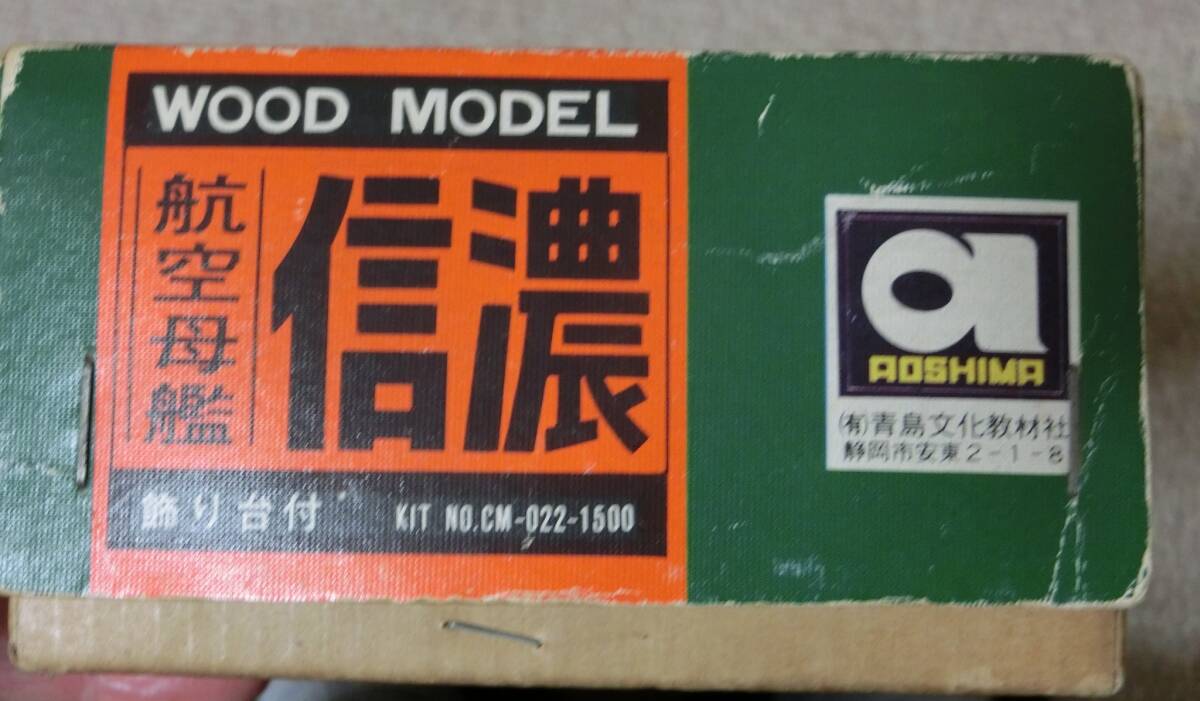 WOOD MODEL
航空母艦
信濃
飾り台付 KIT NO.CM-022-1500
a
AOSHIMA
(有)青島文化教材社
静岡市安東2-1-8